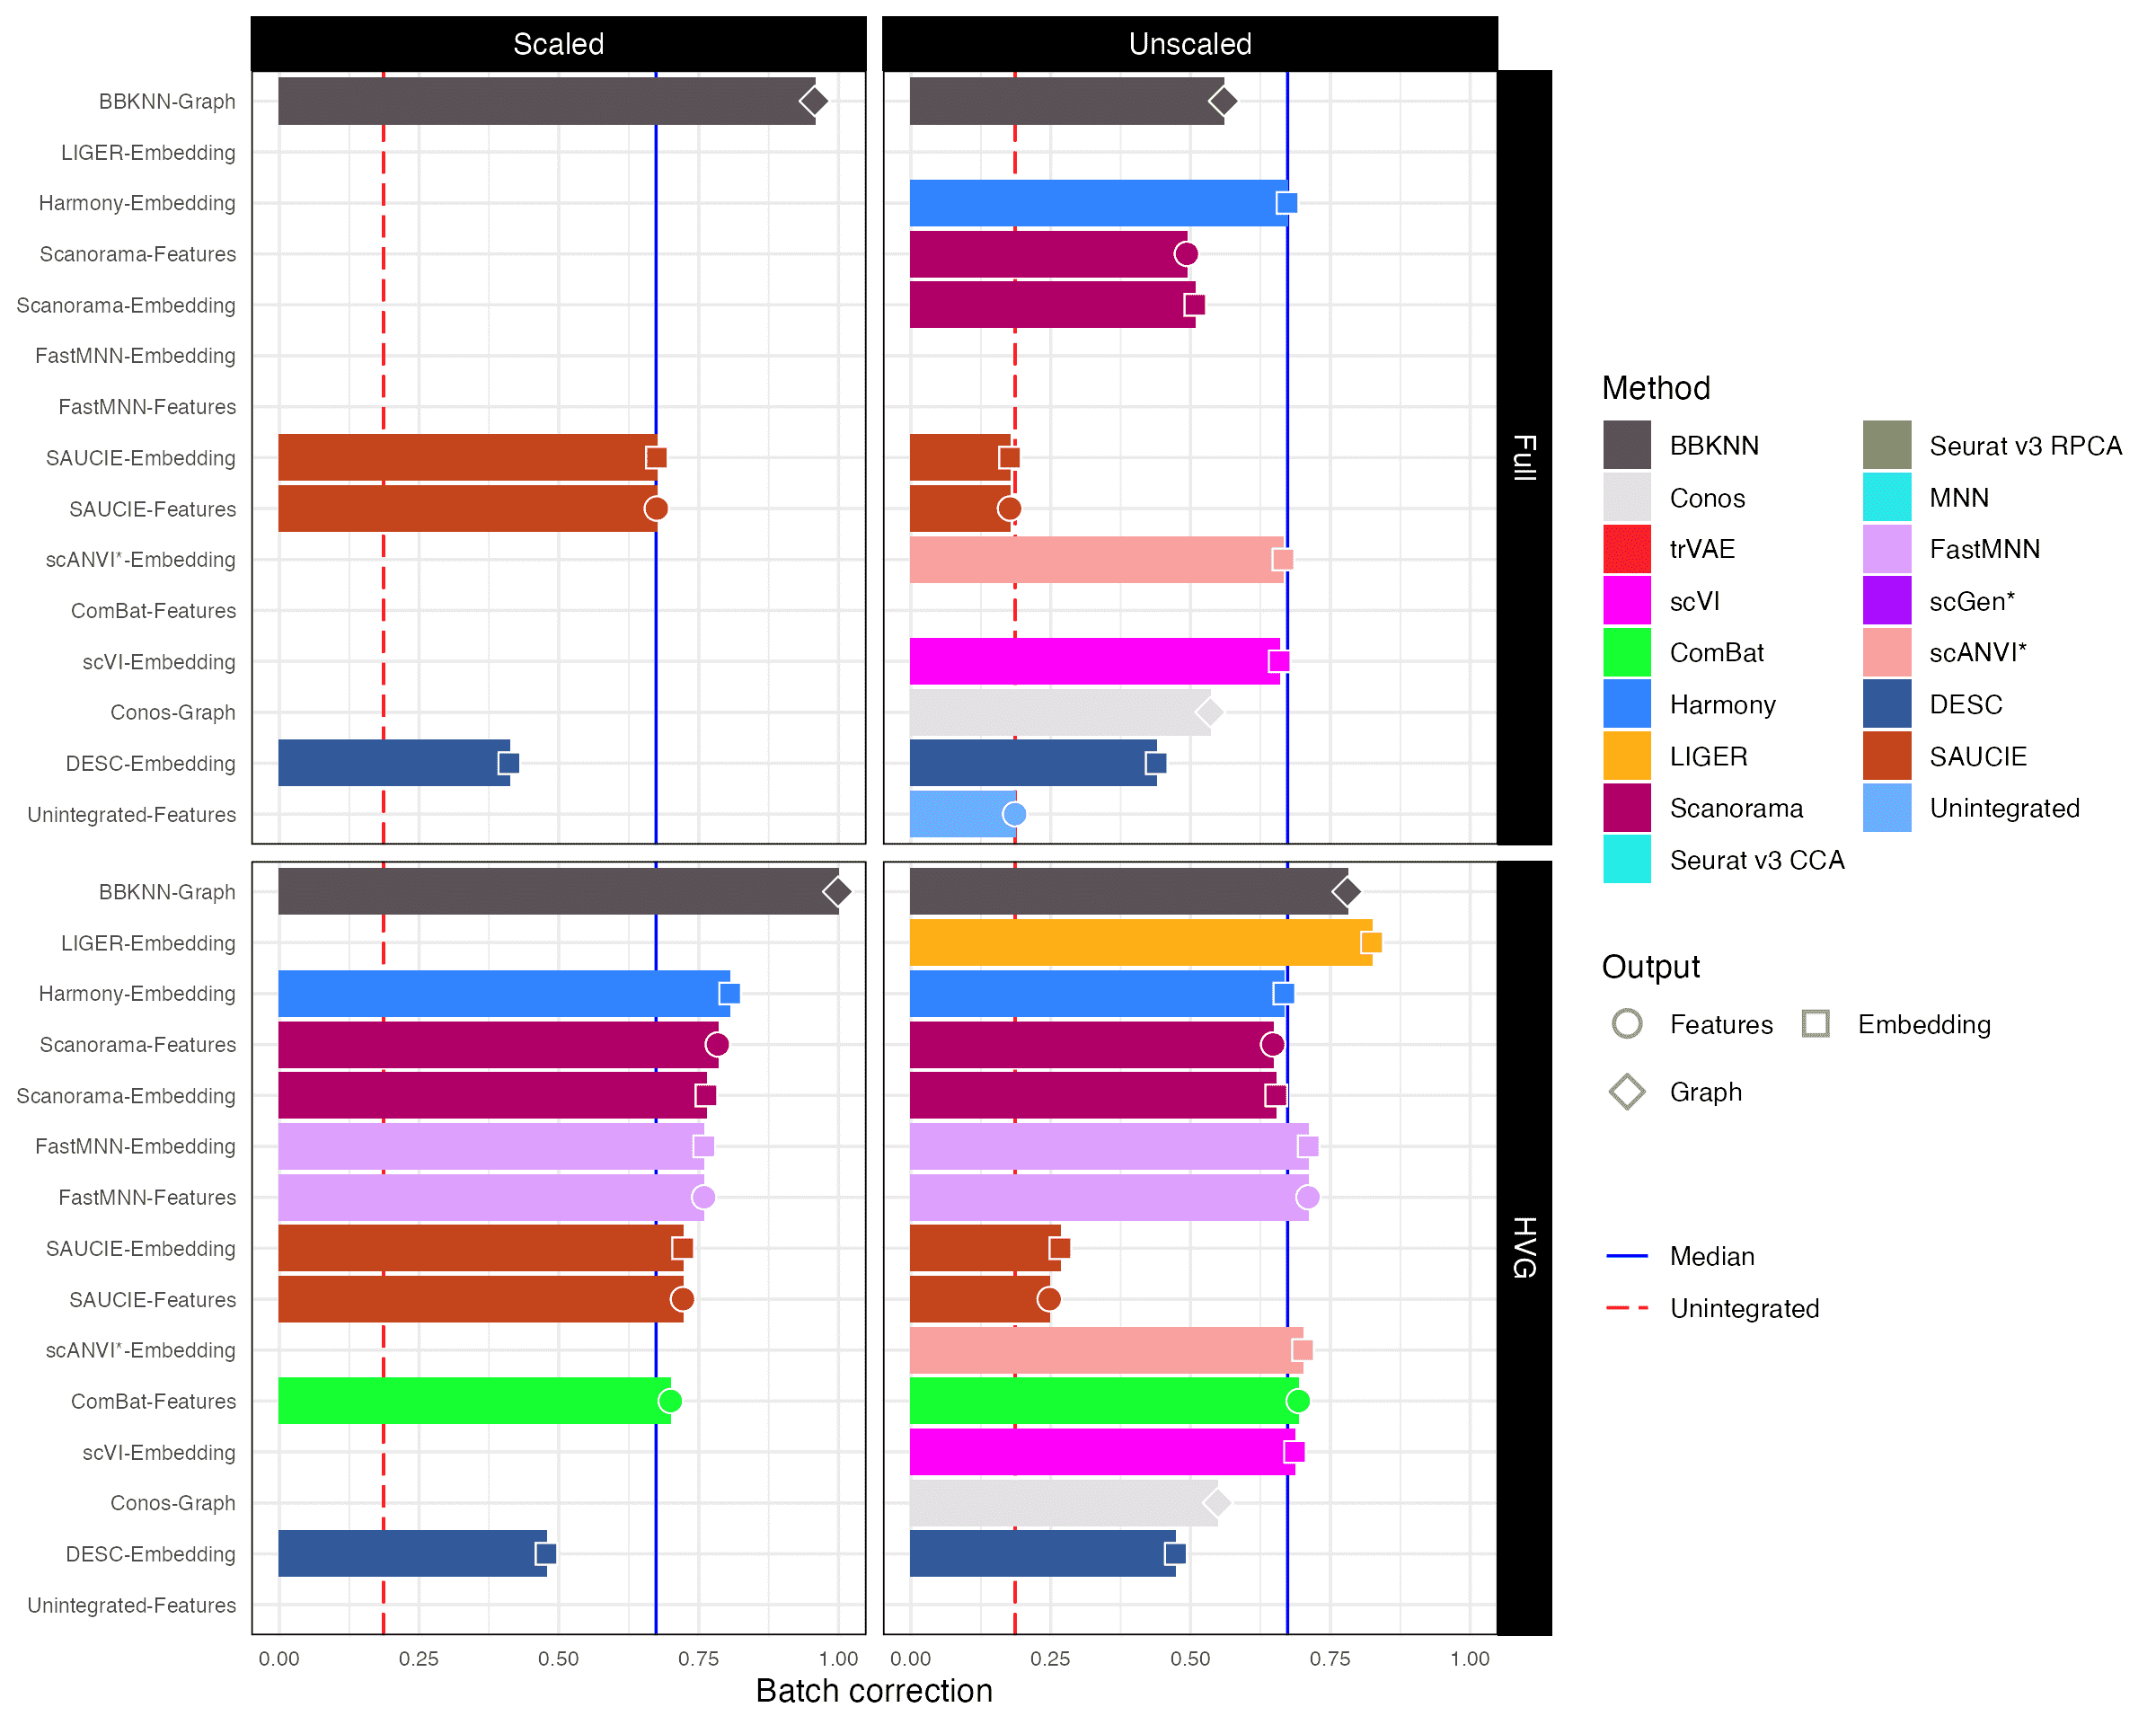 Scaled
Unscaled
BBKNN-Graph
LIGER-Embedding
Harmony-Embedding
Scanorama-Features
Scanorama-Embedding
FastMNN-Embedding
FastMNN-Features
SAUCIE-Embedding
SAUCIE-Features
scANVI*-Embedding
ComBat-Features
scVI-Embedding
Conos-Graph
DESC-Embedding
Unintegrated-Features
Full
BBKNN-Graph
LIGER-Embedding
Harmony-Embedding
Scanorama-Features
Scanorama-Embedding
FastMNN-Embedding
FastMNN-Features
SAUCIE-Embedding
SAUCIE-Features
scANVI*-Embedding
ComBat-Features
scVI-Embedding
Conos-Graph
DESC-Embedding
Unintegrated-Features
HVG
0.00 0.25 0.50 0.75 1.00
0.00 0.25 0.50 0.75 1.00
Batch correction
Method
BBKNN
Conos
trVAE
scVI
ComBat
Harmony
LIGER
Scanorama
Seurat v3 CCA
Seurat v3 RPCA
MNN
FastMNN
scGen*
scANVI*
DESC
SAUCIE
Unintegrated
Output
Features
Embedding
Graph
Median
Unintegrated